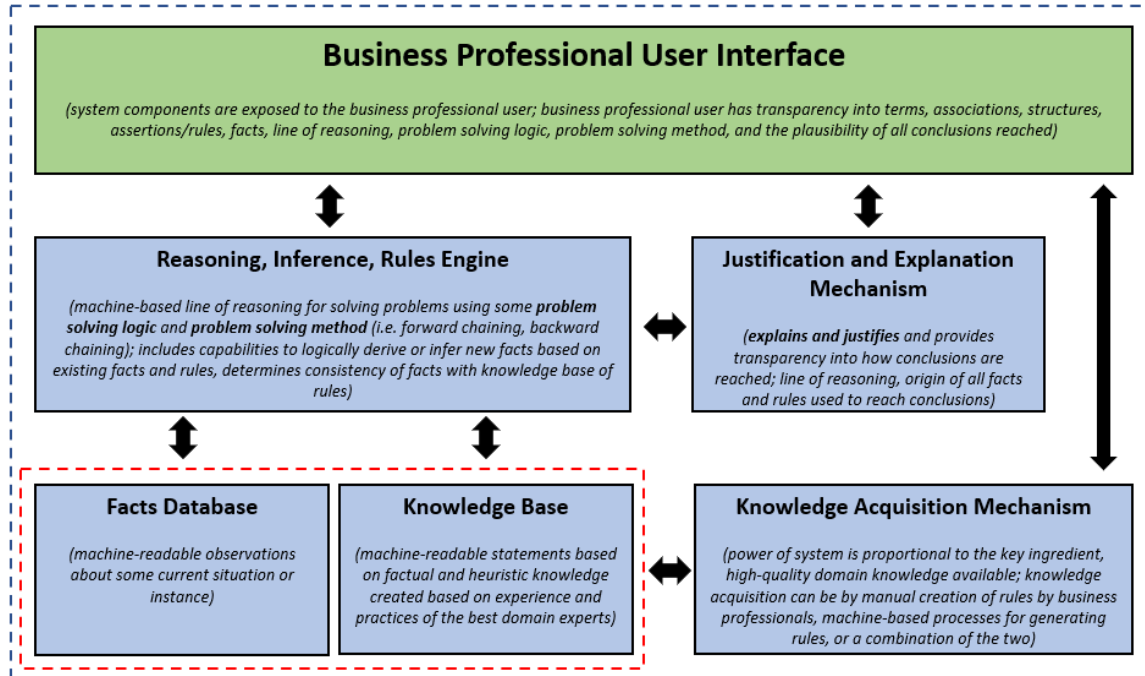 Business Professional User Interface
(system components are exposed to the business professional user; business professional user has transparency into terms, associations, structures,
assertions/rules, facts, line of reasoning, problem solving logic, problem solving method, and the plausibility of all conclusions reached)
Reasoning, Inference, Rules Engine
(machine-based line of reasoning for solving problems using some problem
solving logic and problem solving method (i.e. forward chaining, backward
chaining); includes capabilities to logically derive or infer new facts based on
existing facts and rules, determines consistency of facts with knowledge base of
rules)
Justification and Explanation
Mechanism
(explains and justifies and provides
transparency into how conclusions are
reached; line of reasoning, origin of all facts
and rules used to reach conclusions)
Facts Database
(machine-readable observations
about some current situation or
instance)
Knowledge Base
(machine-readable statements based
on factual and heuristic knowledge
created based on experience and
practices of the best domain experts)
Knowledge Acquisition Mechanism
(power of system is proportional to the key ingredient,
high-quality domain knowledge available; knowledge
acquisition can be by manual creation of rules by business
professionals, machine-based processes for generating
rules, or a combination of the two)